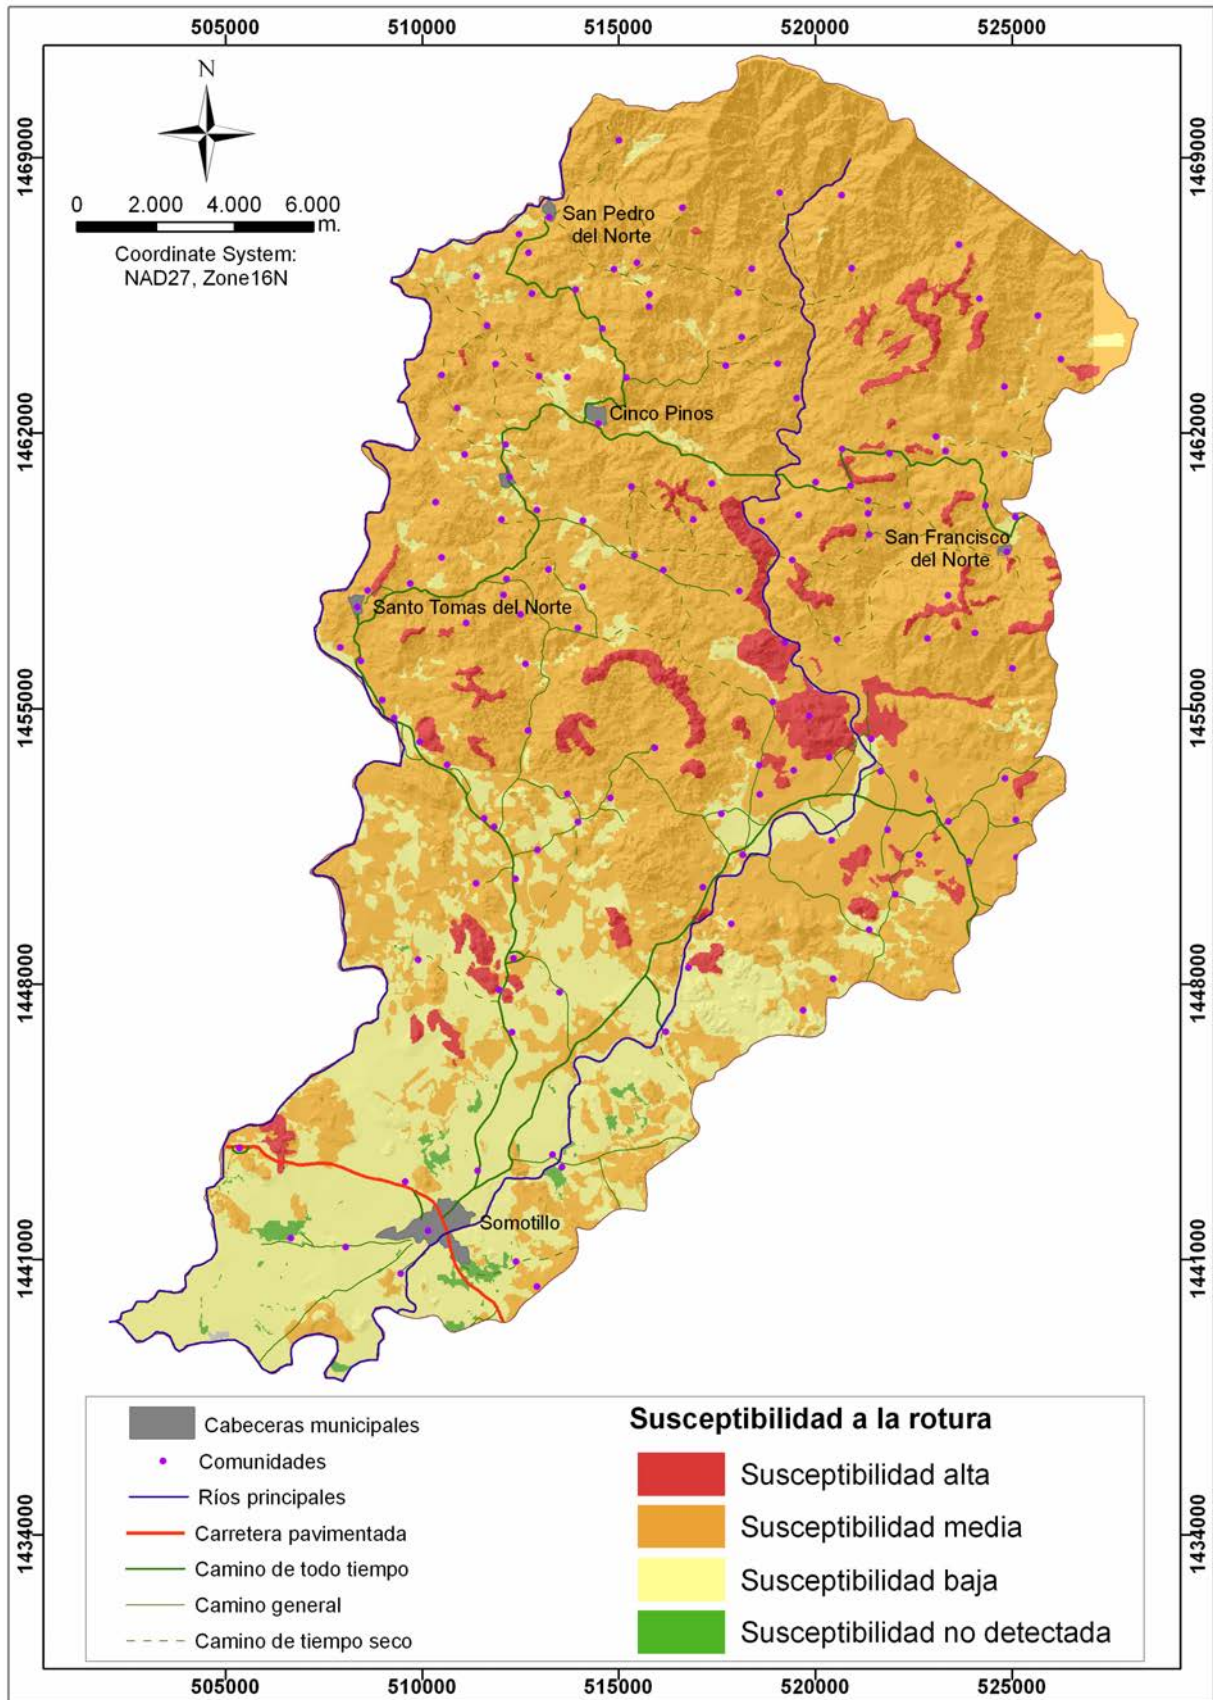 505000 510000 515000 520000 525000
N
0 2.000 4.000 6.000 m.
Coordinate System:
NAD27, Zone16N
1469000 1469000
San Pedro
del Norte
1462000 1462000
Cinco Pinos
San Francisco
del Norte
Santo Tomas del Norte
1455000 1455000
1448000 1448000
Somotillo
1441000 1441000
Cabeceras municipales
Comunidades
Ríos principales
Carretera pavimentada
Camino de todo tiempo
Camino general
Camino de tiempo seco
Susceptibilidad a la rotura
Susceptibilidad alta
Susceptibilidad media
Susceptibilidad baja
Susceptibilidad no detectada
1434000 1434000
505000 510000 515000 520000 525000